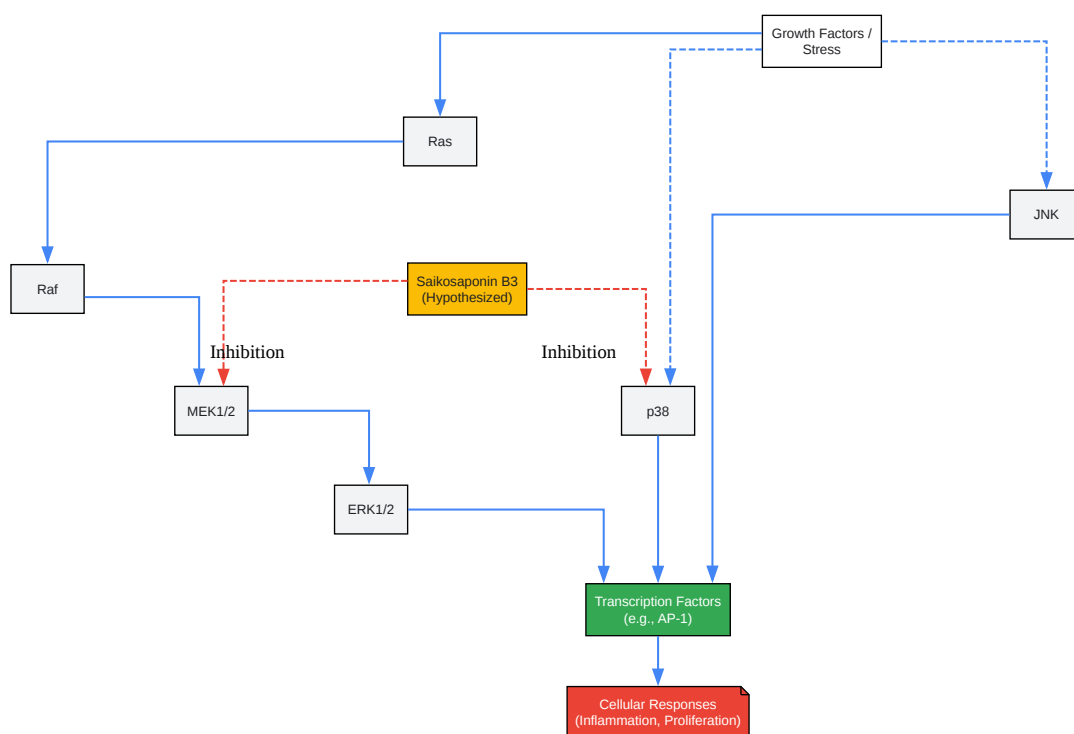 Growth Factors /
Stress
Ras
JNK
Raf
Saikosaponin B3
(Hypothesized)
Inhibition
Inhibition
MEK1/2
p38
ERK1/2
Transcription Factors
(e.g., AP-1)
Cellular Responses
(Inflammation, Proliferation)